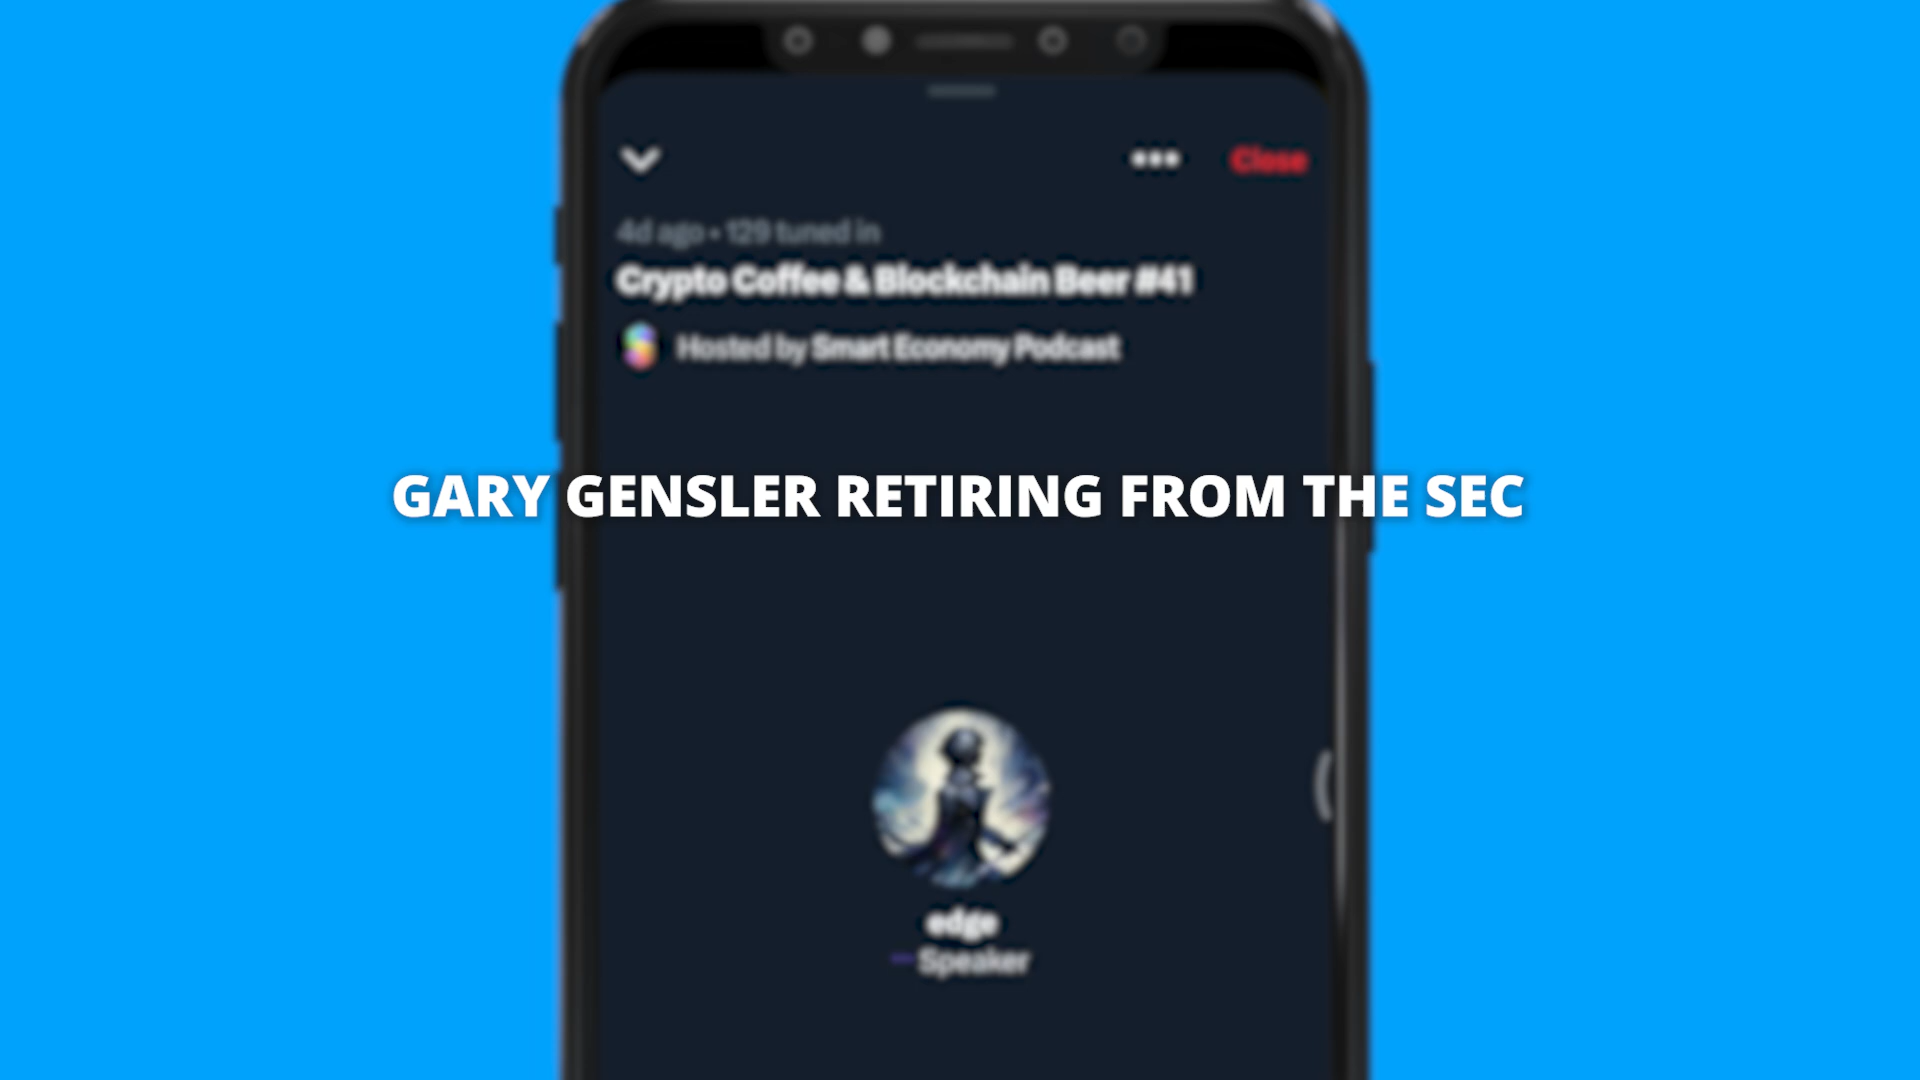 Close
4d ago • 129 tuned in
Crypto Coffee & Blockchain Beer #41
Hosted by Smart Economy Podcast
GARY GENSLER RETIRING FROM THE SEC
edge
Speaker